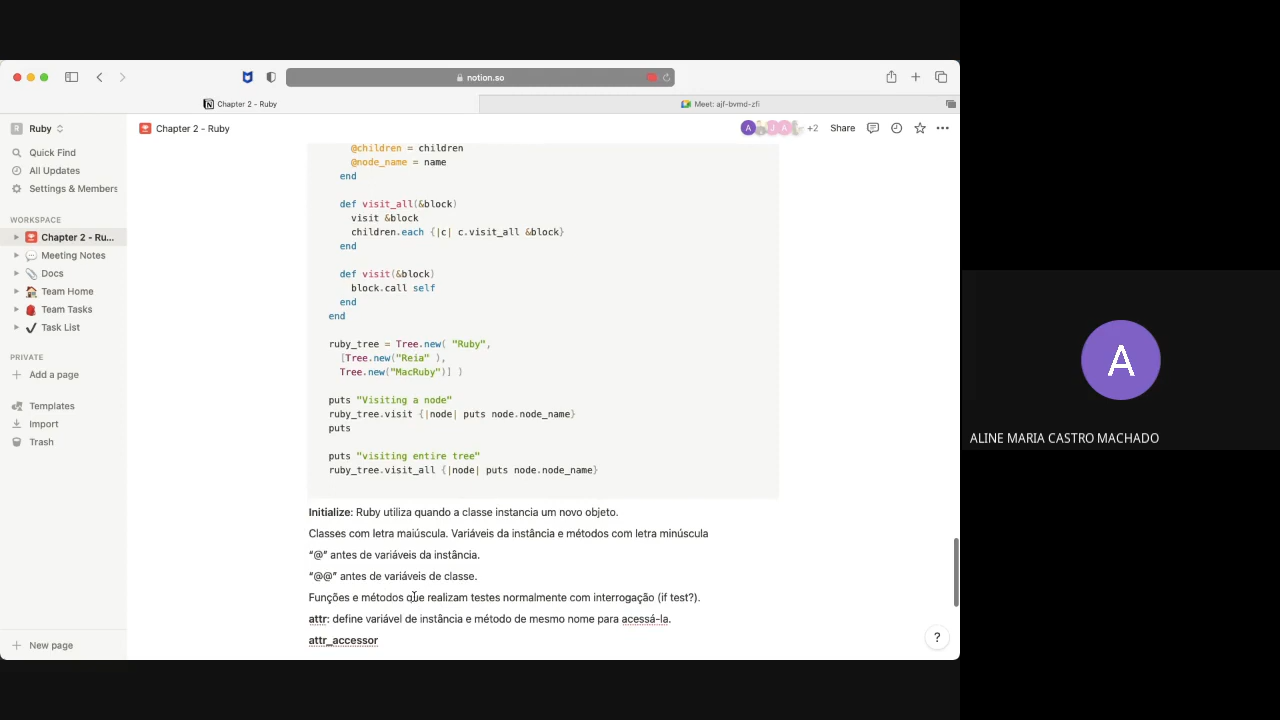 notion.so
Chapter 2 - Ruby
Meet: ajf-bvmd-zfi
R Ruby
Chapter 2 - Ruby
A J A +2 Share
Quick Find
All Updates
Settings & Members
WORKSPACE
Chapter 2 - Ru...
Meeting Notes
Docs
Team Home
Team Tasks
Task List
PRIVATE
Add a page
Templates
Import
Trash
New page
@children = children
@node_name = name
end
def visit_all(&block)
visit &block
children.each {|c| c.visit_all &block}
end
def visit(&block)
block.call self
end
end
ruby_tree = Tree.new( "Ruby",
[Tree.new("Reia" ),
Tree.new("MacRuby")] )
puts "Visiting a node"
ruby_tree.visit {|node| puts node.node_name}
puts
puts "visiting entire tree"
ruby_tree.visit_all {|node| puts node.node_name}
Initialize: Ruby utiliza quando a classe instancia um novo objeto.
Classes com letra maiúscula. Variáveis da instância e métodos com letra minúscula
“@” antes de variáveis da instância.
“@@” antes de variáveis de classe.
Funções e métodos que realizam testes normalmente com interrogação (if test?).
attr: define variável de instância e método de mesmo nome para acessá-la.
attr_accessor
?
A
ALINE MARIA CASTRO MACHADO